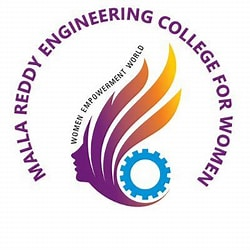 MALLA REDDY ENGINEERING COLLEGE FOR WOMEN
WOMEN EMPOWERMENT WORLD